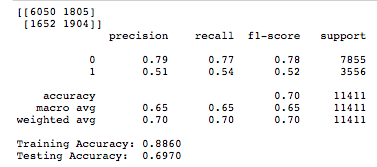 [[6050 1805]
 [1652 1904]]
              precision    recall  f1-score   support
           0       0.79      0.77      0.78      7855
           1       0.51      0.54      0.52      3556
    accuracy                           0.70     11411
   macro avg       0.65      0.65      0.65     11411
weighted avg       0.70      0.70      0.70     11411
Training Accuracy: 0.8860
Testing Accuracy:  0.6970